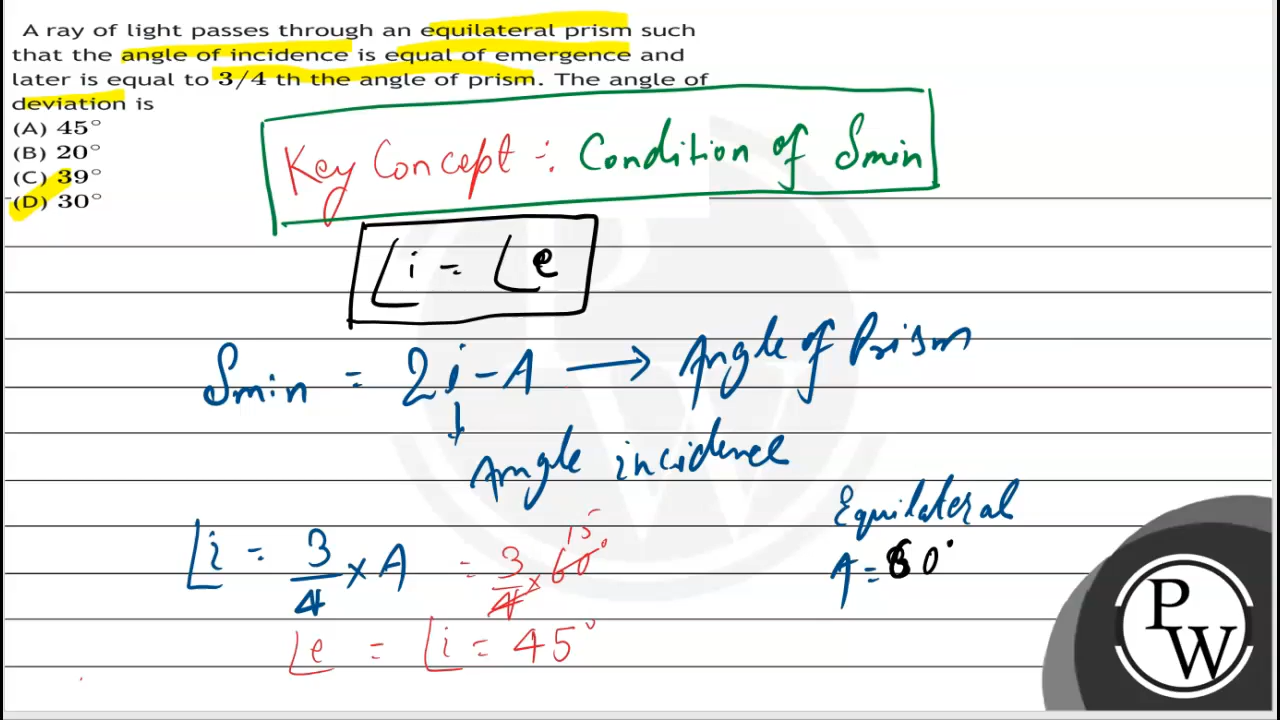 A ray of light passes through an equilateral prism such
that the angle of incidence is equal of emergence and
later is equal to 3/4 th the angle of prism. The angle of
deviation is
(A) 45°
(B) 20°
(C) 39°
(D) 30°
Key Concept :- Condition of δmin
∠i = ∠e
δmin = 2i - A → Angle of Prism
↓
Angle incidence
Equilateral
A = 60°
∠i = 3/4 × A = 3/4 × 60° 15
∠e = ∠i = 45°
P
W